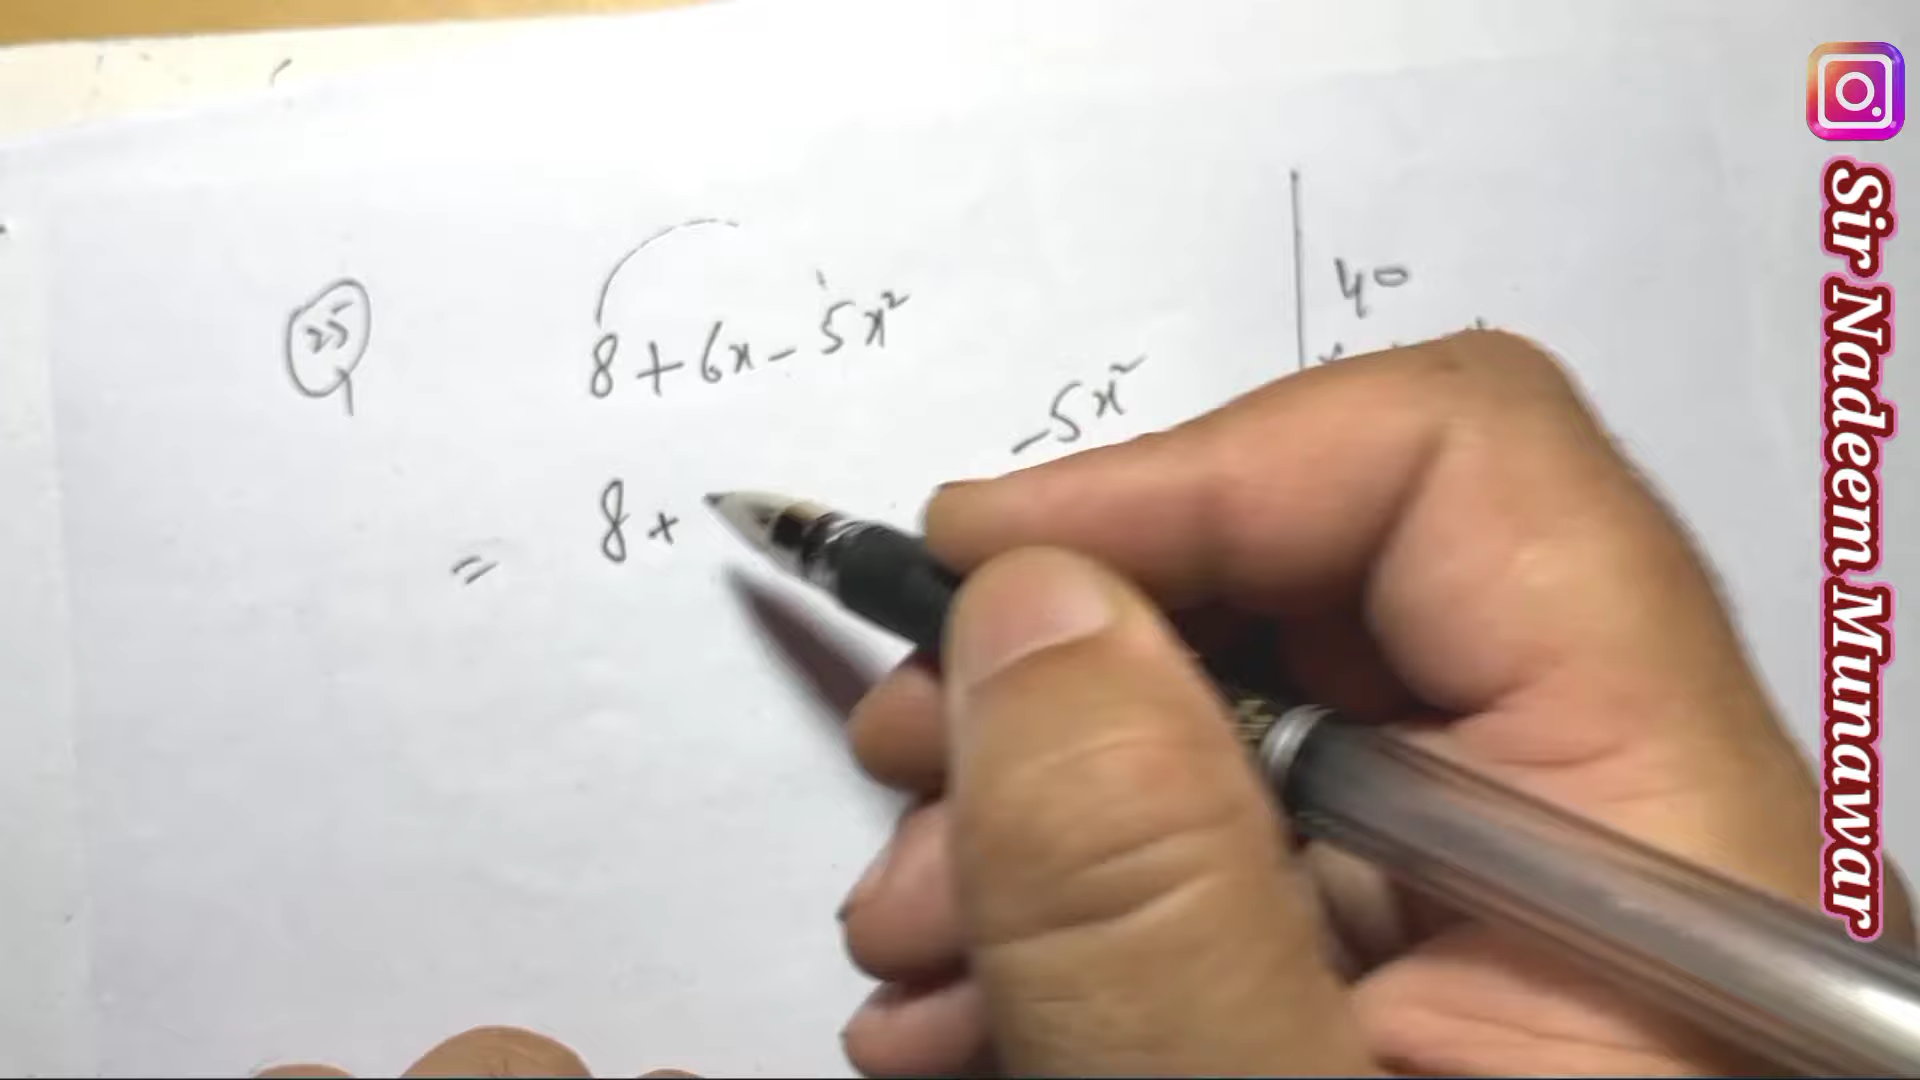 25
8 + 6x - 5x²
40
= 8 + - 5x²
Sir Nadeem Munawar